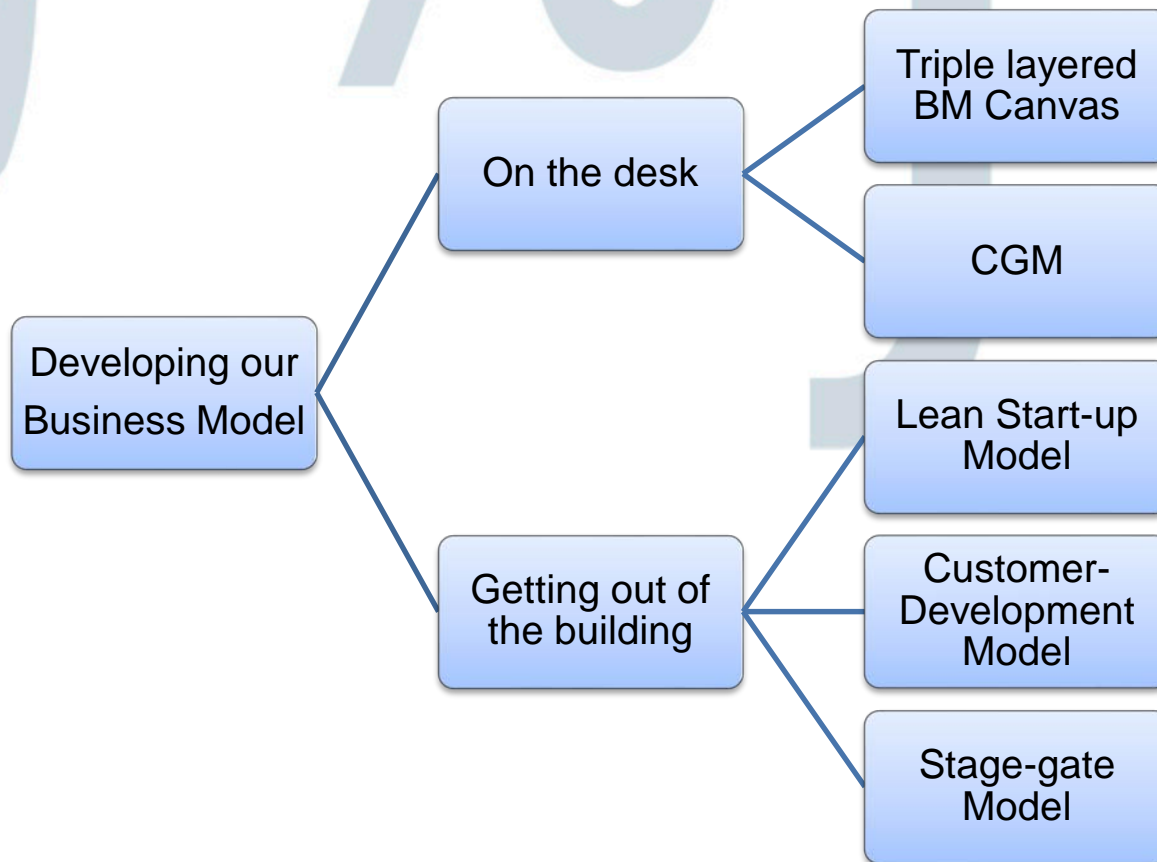 Triple layered
BM Canvas
On the desk
CGM
Developing our
Business Model
Lean Start-up
Model
Getting out of
the building
Customer-
Development
Model
Stage-gate
Model